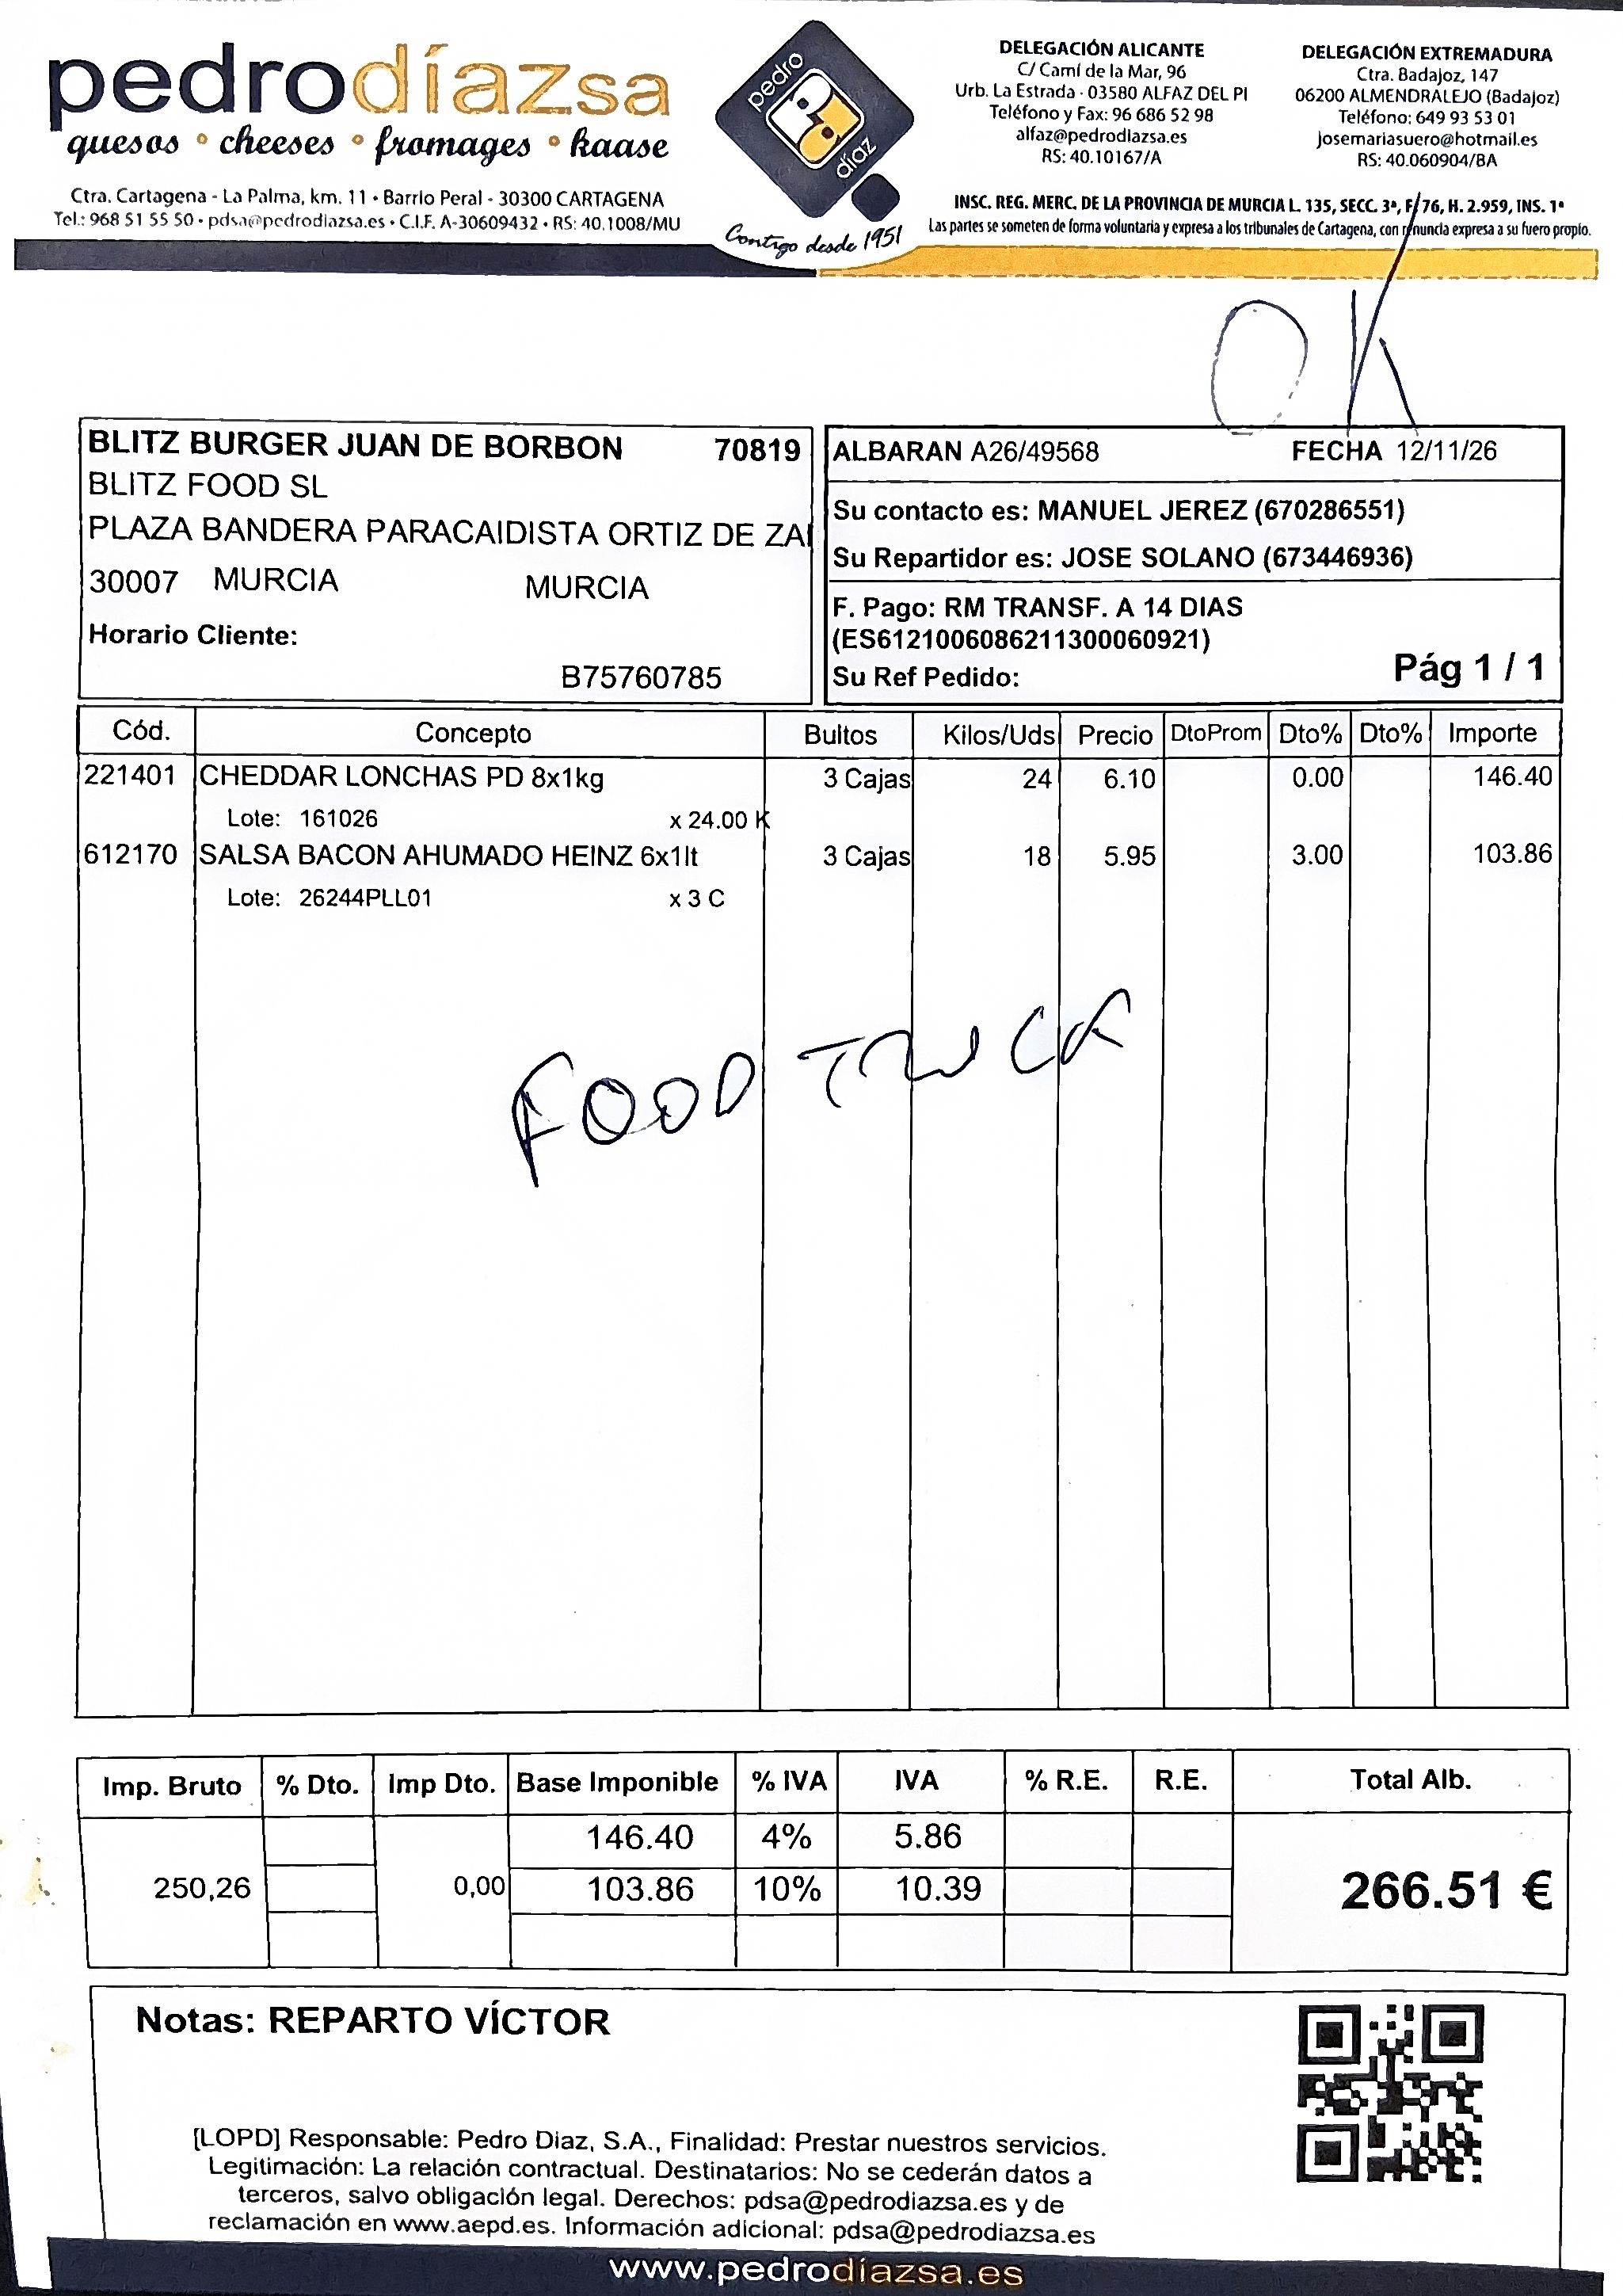 pedrodíazsa
quesos • cheeses • fromages • kaase
Ctra. Cartagena - La Palma, km. 11 • Barrio Peral - 30300 CARTAGENA
Tel.: 968 51 55 50 • pdsa@pedrodiazsa.es • C.I.F. A-30609432 • RS: 40.1008/MU
pedro
díaz
Contigo desde 1951
DELEGACIÓN ALICANTE
C/ Camí de la Mar, 96
Urb. La Estrada - 03580 ALFAZ DEL PI
Teléfono y Fax: 96 686 52 98
alfaz@pedrodiazsa.es
RS: 40.10167/A
DELEGACIÓN EXTREMADURA
Ctra. Badajoz, 147
06200 ALMENDRALEJO (Badajoz)
Teléfono: 649 93 53 01
josemariasuero@hotmail.es
RS: 40.060904/BA
INSC. REG. MERC. DE LA PROVINCIA DE MURCIA L. 135, SECC. 3ª, F. 76, H. 2.959, INS. 1ª
Las partes se someten de forma voluntaria y expresa a los tribunales de Cartagena, con renuncia expresa a su fuero propio.
OK
BLITZ BURGER JUAN DE BORBON 70819
BLITZ FOOD SL
PLAZA BANDERA PARACAIDISTA ORTIZ DE ZA
30007 MURCIA MURCIA
Horario Cliente:
B75760785
ALBARAN A26/49568 FECHA 12/11/26
Su contacto es: MANUEL JEREZ (670286551)
Su Repartidor es: JOSE SOLANO (673446936)
F. Pago: RM TRANSF. A 14 DIAS
(ES6121006086211300060921)
Su Ref Pedido: Pág 1 / 1
Cód. Concepto Bultos Kilos/Uds Precio DtoProm Dto% Dto% Importe
221401 CHEDDAR LONCHAS PD 8x1kg 3 Cajas 24 6.10 0.00 146.40
Lote: 161026 x 24.00 K
612170 SALSA BACON AHUMADO HEINZ 6x1lt 3 Cajas 18 5.95 3.00 103.86
Lote: 26244PLL01 x 3 C
FOOD TRUCK
Imp. Bruto % Dto. Imp Dto. Base Imponible % IVA IVA % R.E. R.E. Total Alb.
146.40 4% 5.86
250,26 0,00 103.86 10% 10.39 266.51 €
Notas: REPARTO VÍCTOR
[LOPD] Responsable: Pedro Diaz, S.A., Finalidad: Prestar nuestros servicios.
Legitimación: La relación contractual. Destinatarios: No se cederán datos a
terceros, salvo obligación legal. Derechos: pdsa@pedrodiazsa.es y de
reclamación en www.aepd.es. Información adicional: pdsa@pedrodiazsa.es
www.pedrodíazsa.es